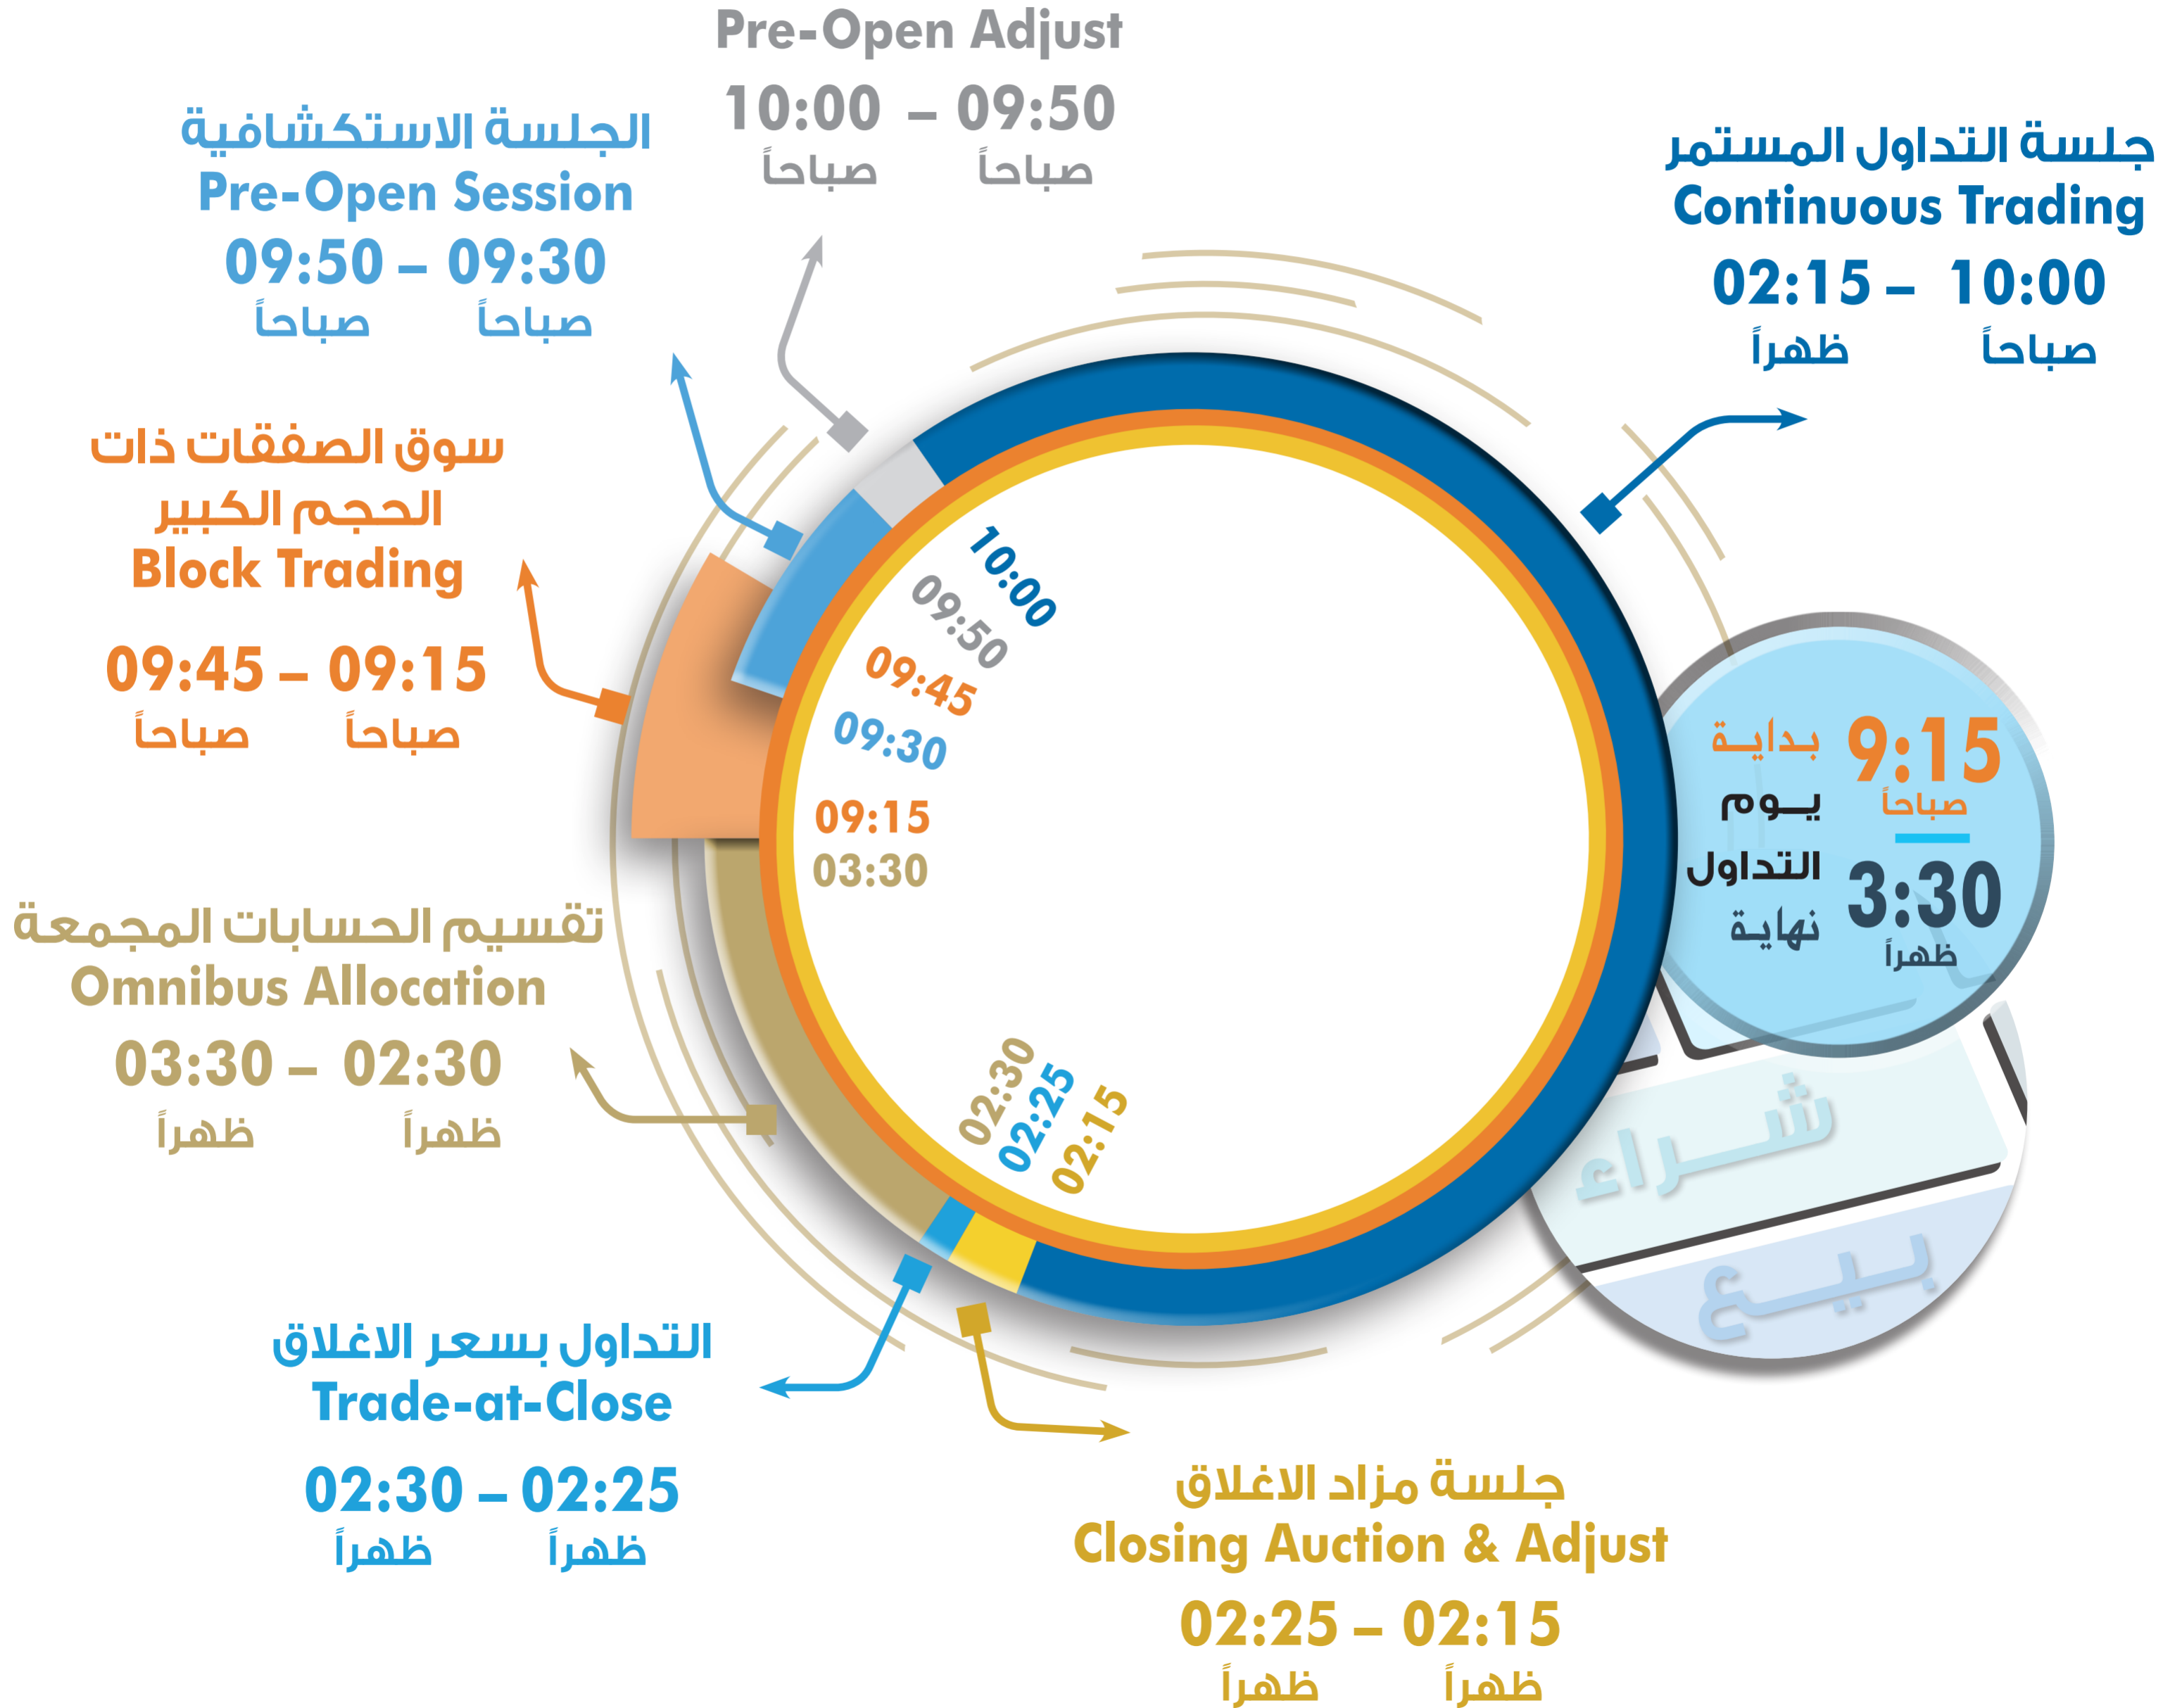 Pre-Open Adjust
10:00 – 09:50
صباحاً صباحاً
الجلسة الاستكشافية
Pre-Open Session
09:50 – 09:30
صباحاً صباحاً
جلسة التداول المستمر
Continuous Trading
02:15 – 10:00
صباحاً ظهراً
سوق الصفقات ذات
الحجم الكبير
Block Trading
09:45 – 09:15
صباحاً صباحاً
10:00
09:50
09:45
09:30
09:15
03:30
02:30
02:25
02:15
بداية 9:15
صباحاً
يوم
التداول
نهاية 3:30
ظهراً
شراء
بيع
تقسيم الحسابات المجمعة
Omnibus Allocation
03:30 – 02:30
ظهراً ظهراً
التداول بسعر الاغلاق
Trade-at-Close
02:30 – 02:25
ظهراً ظهراً
جلسة مزاد الاغلاق
Closing Auction & Adjust
02:25 – 02:15
ظهراً ظهراً